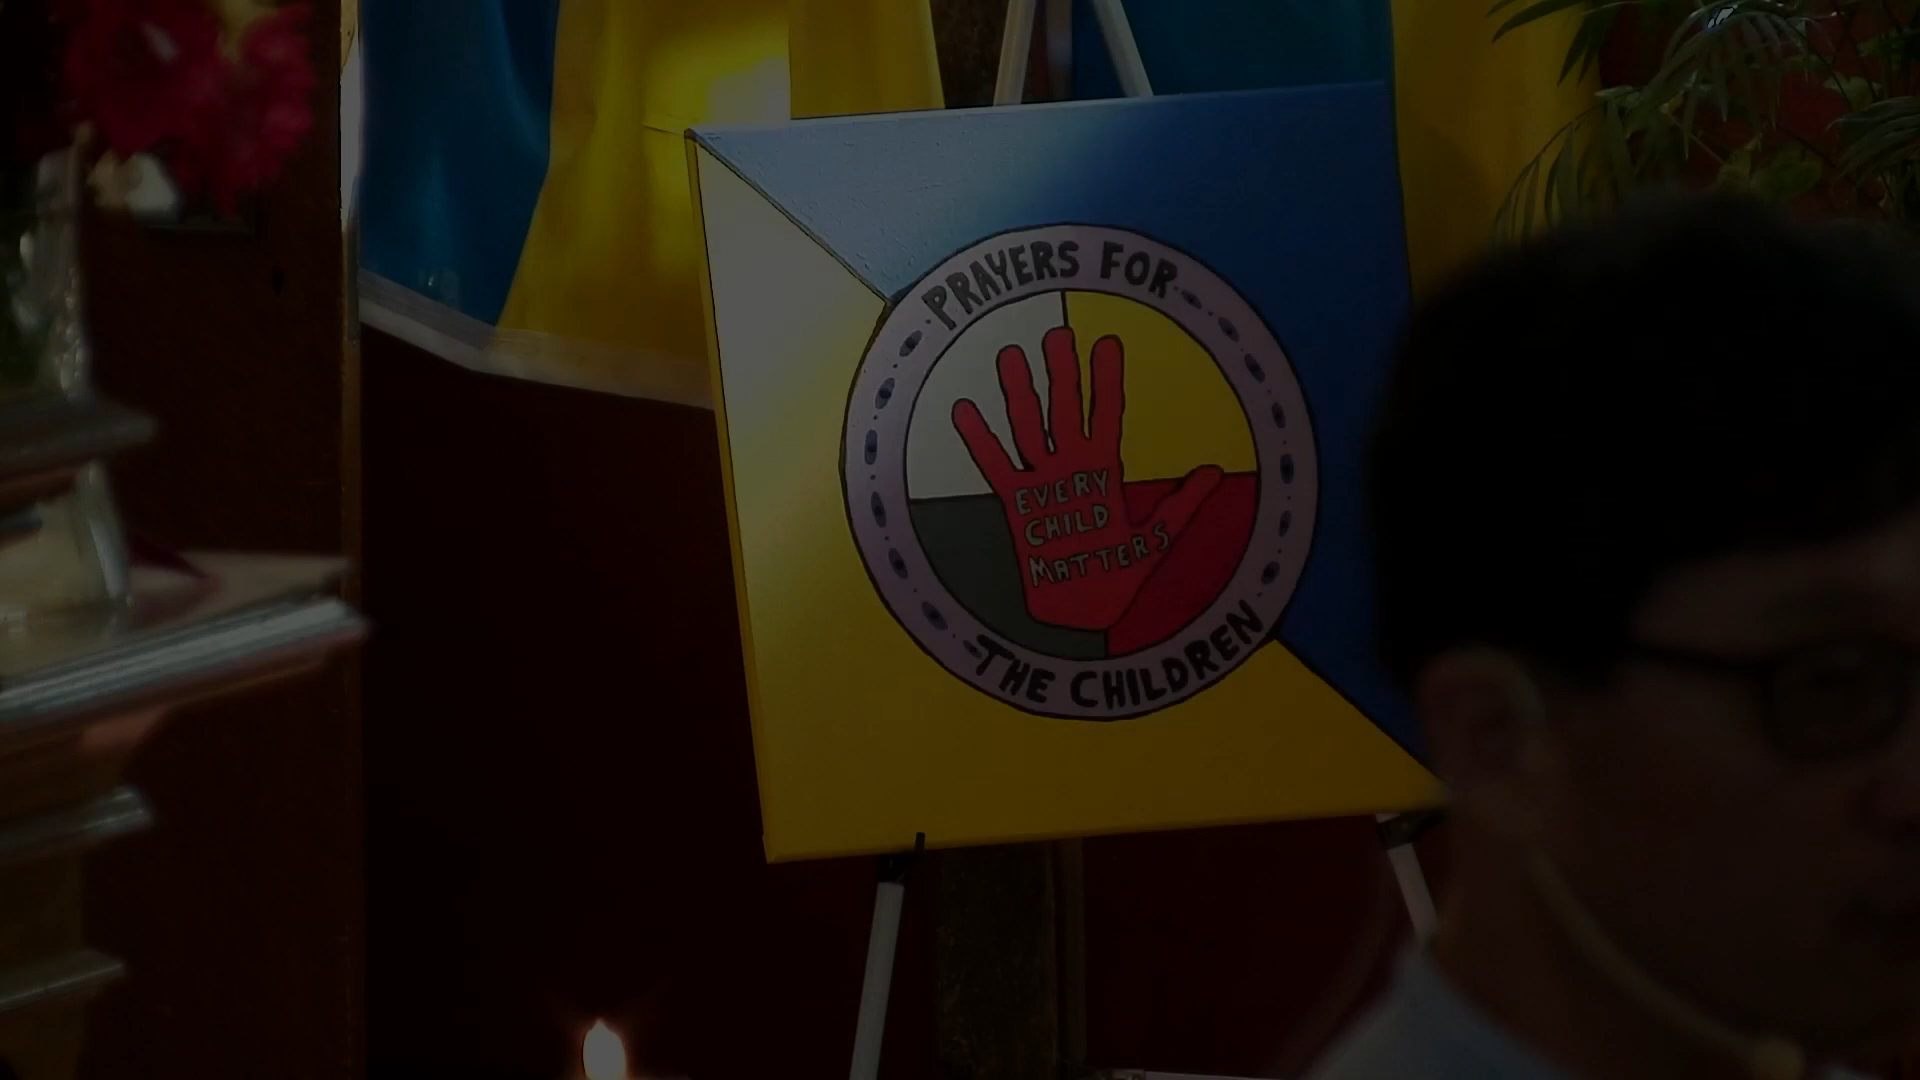 PRAYERS FOR
EVERY
CHILD
MATTERS
THE CHILDREN